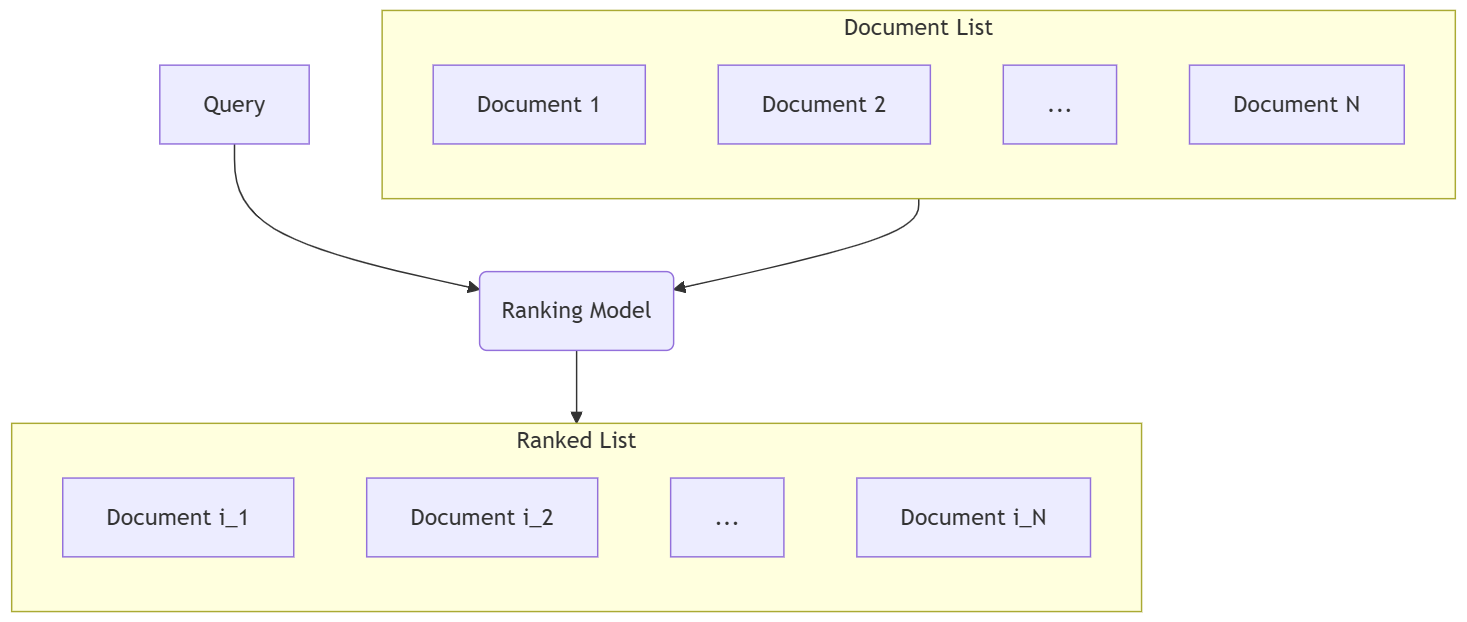 Document List
Query
Document 1
Document 2
...
Document N
Ranking Model
Ranked List
Document i_1
Document i_2
...
Document i_N